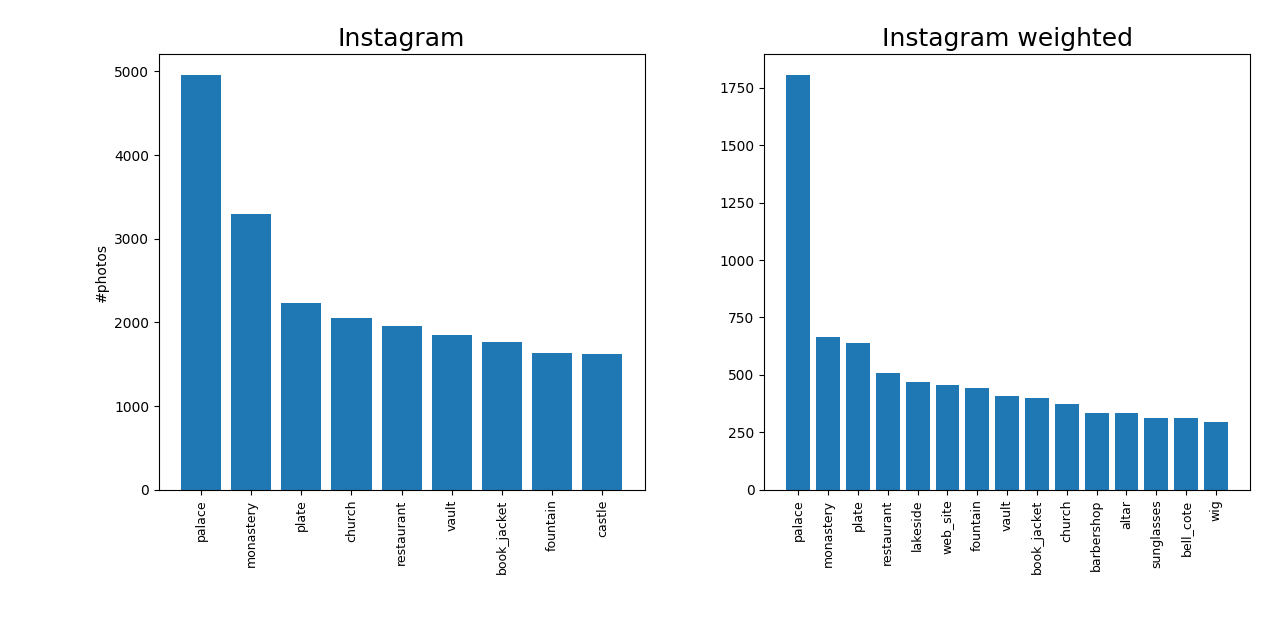 Instagram
5000
4000
3000
2000
1000
0
#photos
palace
monastery
plate
church
restaurant
vault
book_jacket
fountain
castle
Instagram weighted
1750
1500
1250
1000
750
500
250
0
palace
monastery
plate
restaurant
lakeside
web_site
fountain
vault
book_jacket
church
barbershop
altar
sunglasses
bell_cote
wig